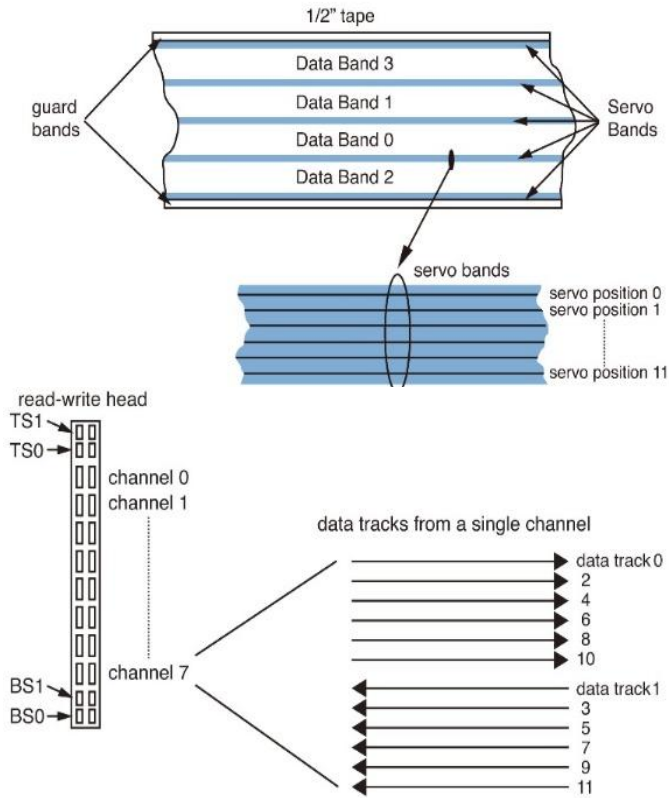 1/2” tape
Data Band 3
Data Band 1
Data Band 0
Data Band 2
guard
bands
Servo
Bands
servo bands
servo position 0
servo position 1
servo position 11
read-write head
TS1
TS0
channel 0
channel 1
channel 7
BS1
BS0
data tracks from a single channel
data track 0
2
4
6
8
10
data track 1
3
5
7
9
11